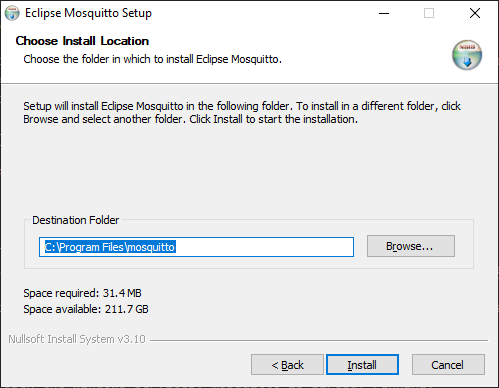 Eclipse Mosquitto Setup
Choose Install Location
Choose the folder in which to install Eclipse Mosquitto.
Setup will install Eclipse Mosquitto in the following folder. To install in a different folder, click
Browse and select another folder. Click Install to start the installation.
Destination Folder
C:\Program Files\mosquitto
Browse...
Space required: 31.4 MB
Space available: 211.7 GB
Nullsoft Install System v3.10
< Back
Install
Cancel